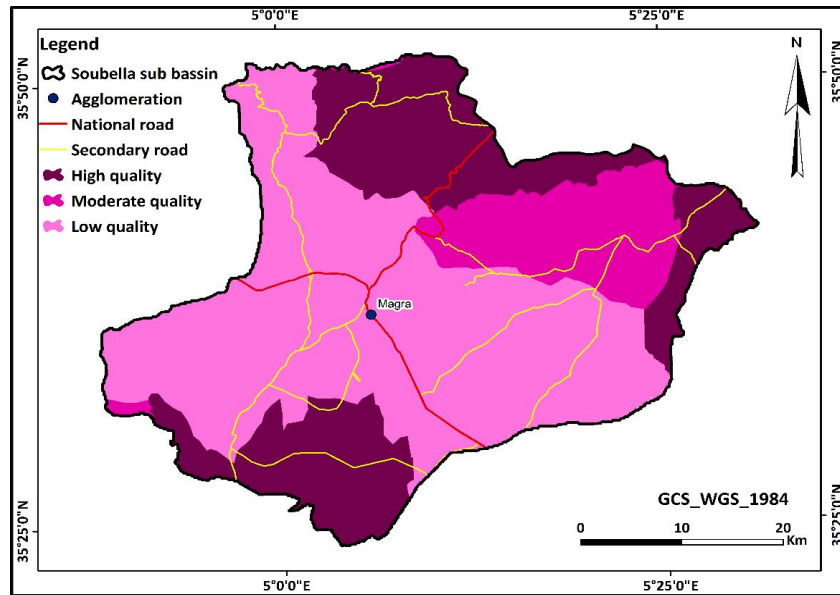 5°0'0"E
5°25'0"E
Legend
Soubella sub bassin
Agglomeration
National road
Secondary road
High quality
Moderate quality
Low quality
N
35°50'0"N
35°50'0"N
Magra
GCS_WGS_1984
0 10 20
Km
35°25'0"N
35°25'0"N
5°0'0"E
5°25'0"E